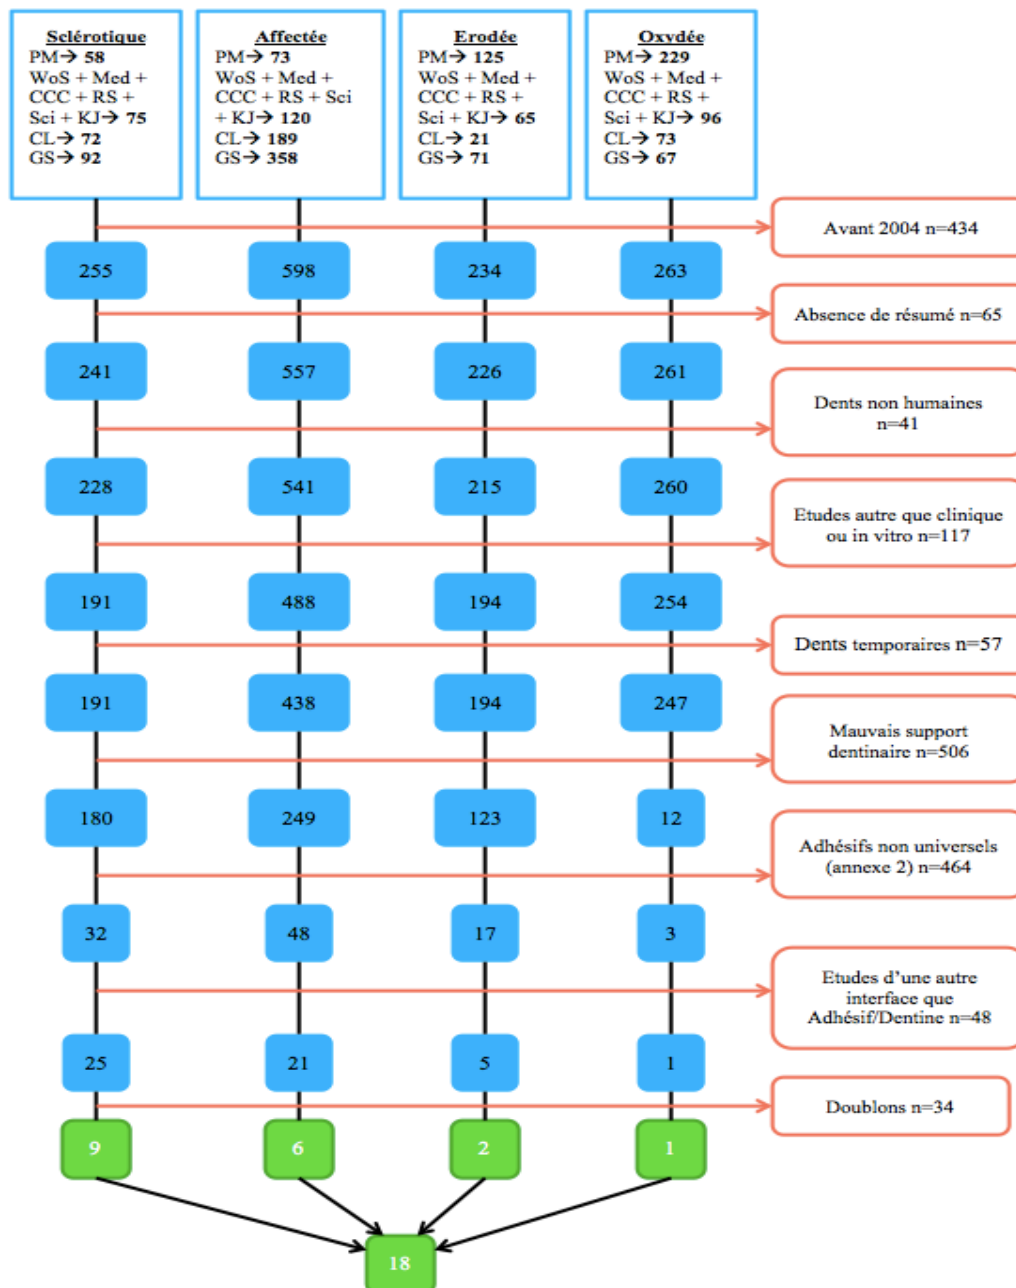 Sclérotique
PM→ 58
WoS + Med +
CCC + RS +
Sci + KJ→ 75
CL→ 72
GS→ 92
Affectée
PM→ 73
WoS + Med +
CCC + RS + Sci
+ KJ→ 120
CL→ 189
GS→ 358
Erodée
PM→ 125
WoS + Med +
CCC + RS +
Sci + KJ→ 65
CL→ 21
GS→ 71
Oxydée
PM→ 229
WoS + Med +
CCC + RS +
Sci + KJ→ 96
CL→ 73
GS→ 67
Avant 2004 n=434
255 598 234 263
Absence de résumé n=65
241 557 226 261
Dents non humaines
n=41
228 541 215 260
Etudes autre que clinique
ou in vitro n=117
191 488 194 254
Dents temporaires n=57
191 438 194 247
Mauvais support
dentinaire n=506
180 249 123 12
Adhésifs non universels
(annexe 2) n=464
32 48 17 3
Etudes d'une autre
interface que
Adhésif/Dentine n=48
25 21 5 1
Doublons n=34
9 6 2 1
18